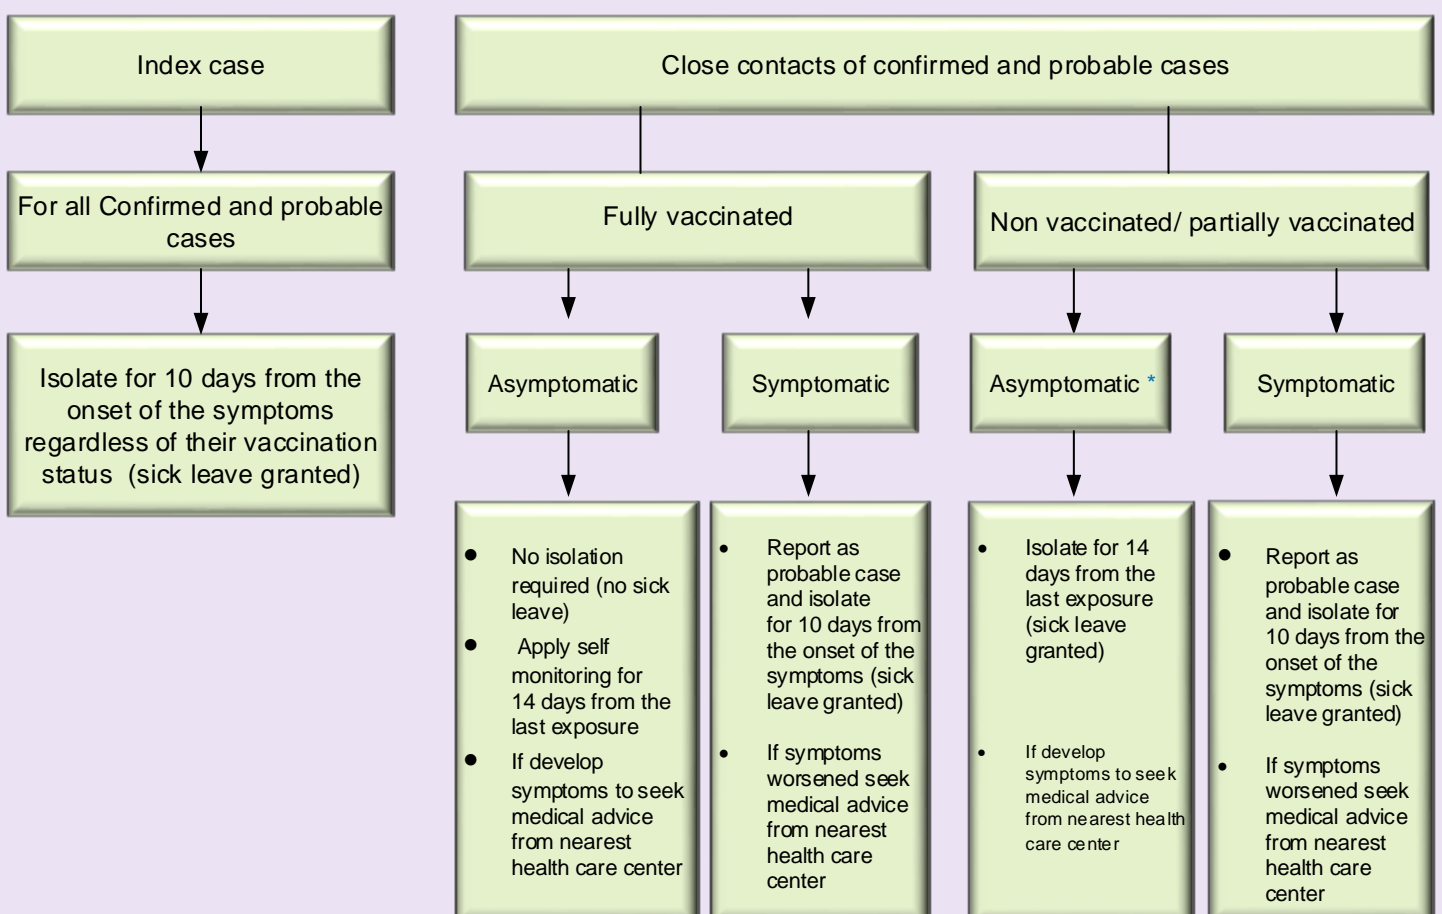 Index case
For all Confirmed and probable
cases
Isolate for 10 days from the
onset of the symptoms
regardless of their vaccination
status (sick leave granted)
Close contacts of confirmed and probable cases
Fully vaccinated
Asymptomatic
• No isolation
required (no sick
leave)
• Apply self
monitoring for
14 days from the
last exposure
• If develop
symptoms to seek
medical advice
from nearest
health care center
Symptomatic
• Report as
probable case
and isolate
for 10 days from
the onset of the
symptoms (sick
leave granted)
• If symptoms
worsened seek
medical advice
from nearest
health care
center
Non vaccinated/ partially vaccinated
Asymptomatic *
• Isolate for 14
days from the
last exposure
(sick leave
granted)
• If develop
symptoms to seek
medical advice
from nearest health
care center
Symptomatic
• Report as
probable case
and isolate for
10 days from the
onset of the
symptoms (sick
leave granted)
• If symptoms
worsened seek
medical advice
from nearest
health care
center